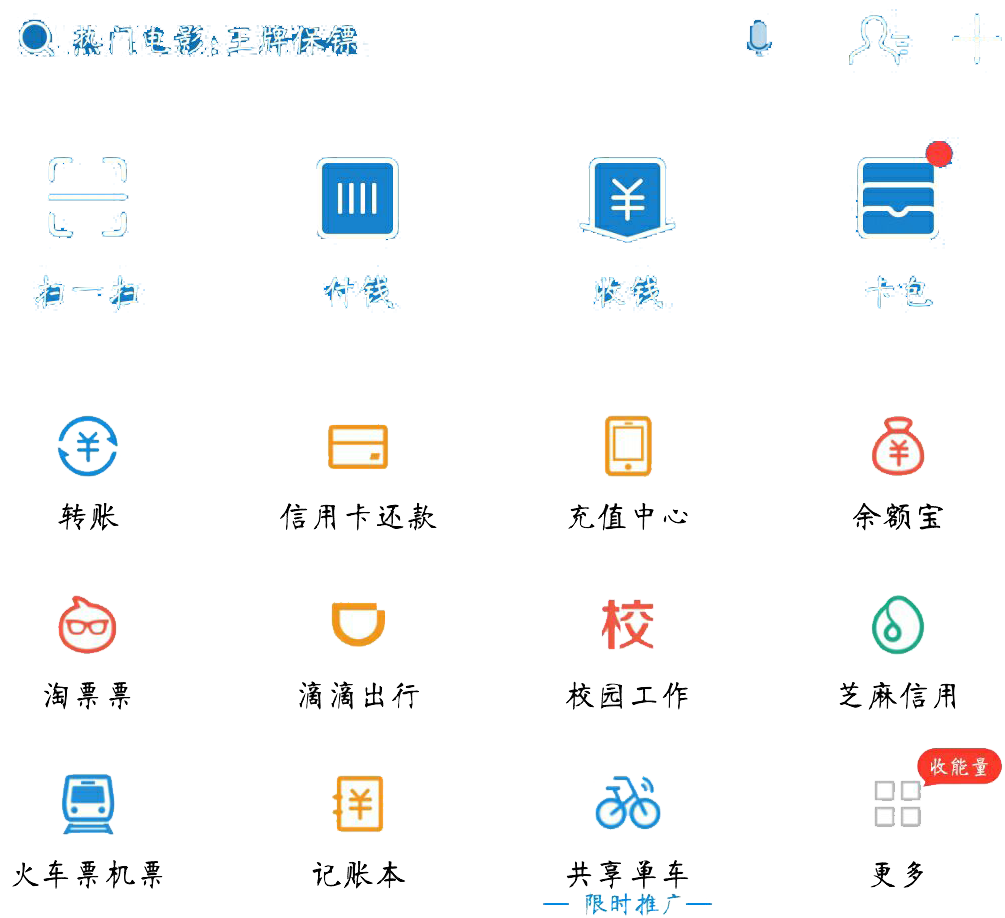 热门电影:王牌保镖
扫一扫 付钱 收钱 卡包
转账 信用卡还款 充值中心 余额宝
淘票票 滴滴出行 校 校园工作 芝麻信用
收能量
火车票机票 记账本 共享单车 更多
限时推广